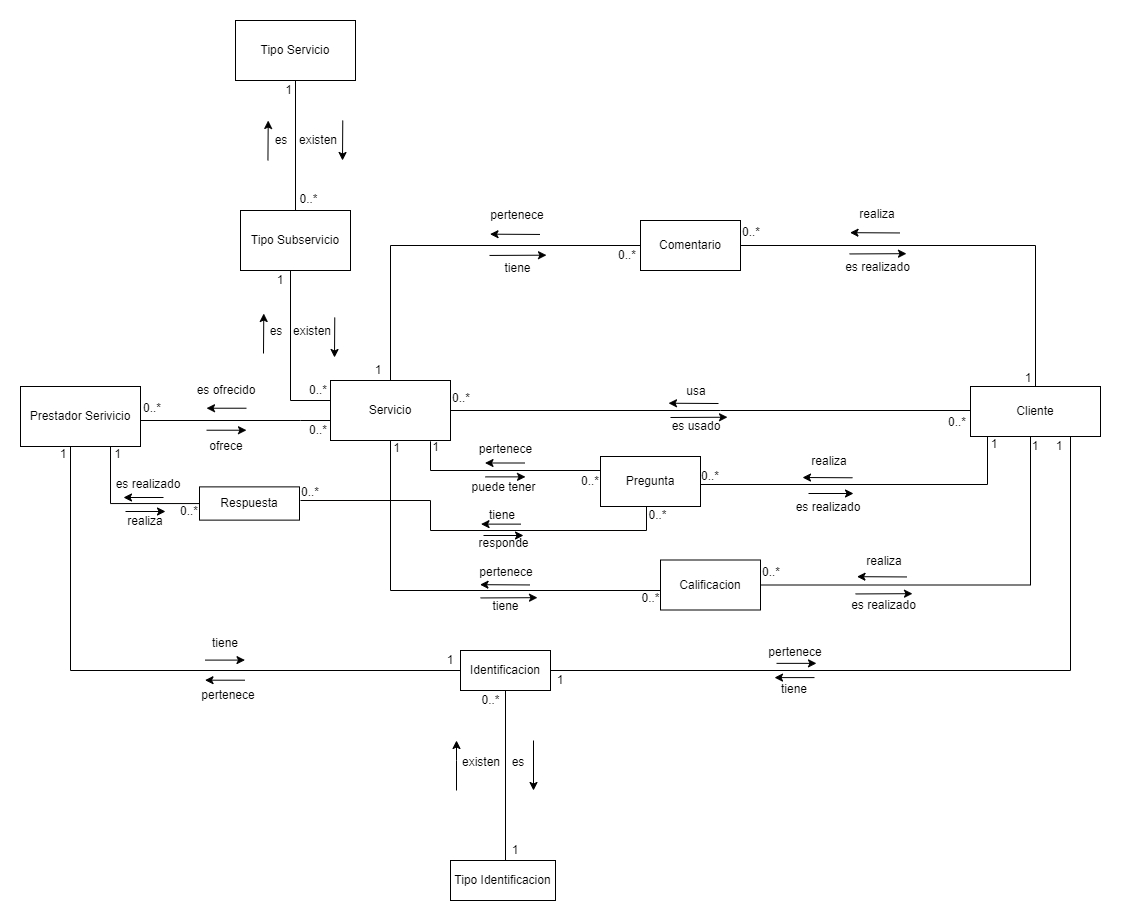 Tipo Servicio
1
es
existen
0..*
Tipo Subservicio
1
es
existen
0..*
pertenece
tiene
0..*
Comentario
0..*
realiza
es realizado
1
1
Prestador Serivicio
0..*
es ofrecido
ofrece
0..*
Servicio
0..*
usa
es usado
0..*
Cliente
1
1
1
1
1
1
1
pertenece
puede tener
0..*
Pregunta
0..*
realiza
es realizado
0..*
es realizado
realiza
0..*
Respuesta
0..*
tiene
responde
pertenece
tiene
0..*
Calificacion
0..*
realiza
es realizado
tiene
pertenece
1
Identificacion
1
pertenece
tiene
0..*
existen
es
1
Tipo Identificacion